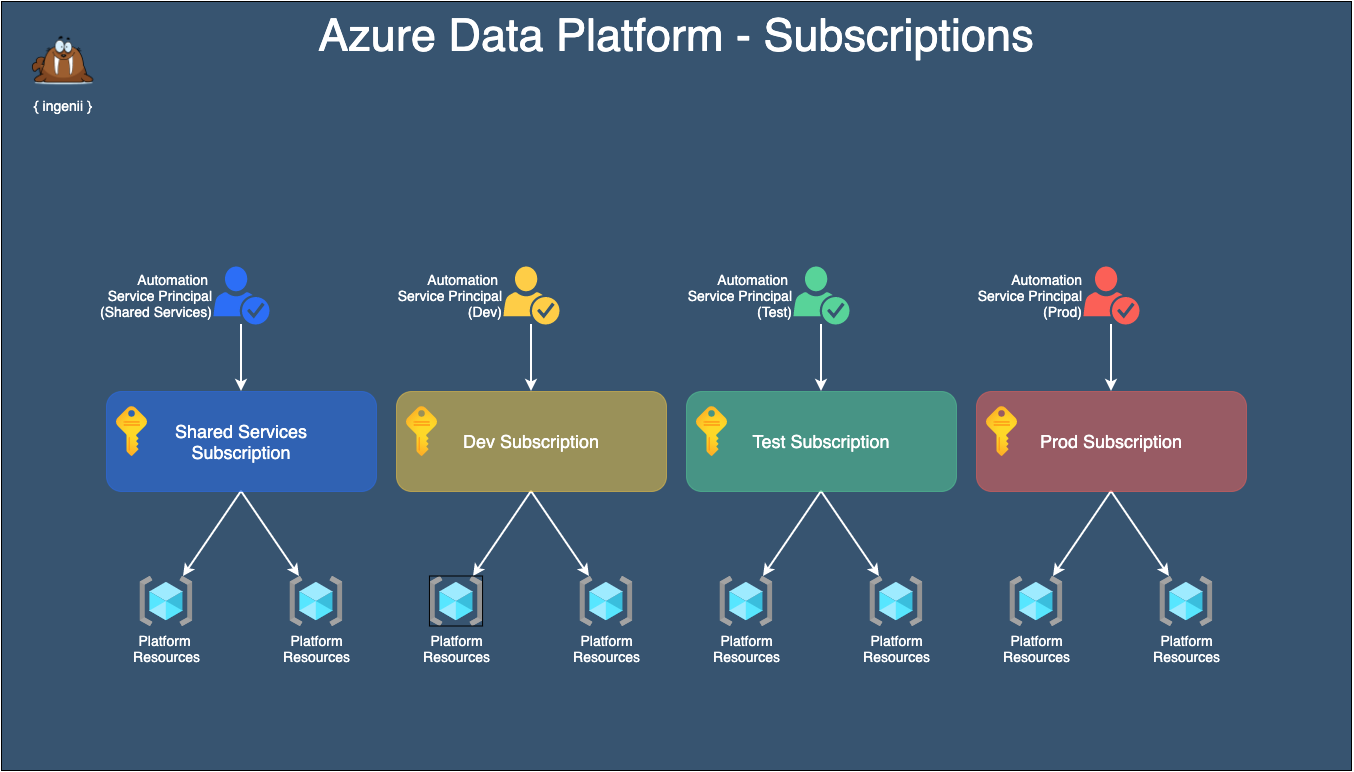 Azure Data Platform - Subscriptions
{ ingenii }
Automation
Service Principal
(Shared Services)
Automation
Service Principal
(Dev)
Automation
Service Principal
(Test)
Automation
Service Principal
(Prod)
Shared Services
Subscription
Dev Subscription
Test Subscription
Prod Subscription
Platform
Resources
Platform
Resources
Platform
Resources
Platform
Resources
Platform
Resources
Platform
Resources
Platform
Resources
Platform
Resources